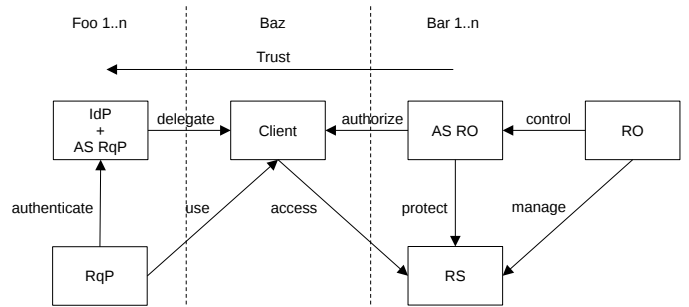 Foo 1..n
Baz
Bar 1..n
Trust
IdP
+
AS RqP
delegate
Client
authorize
AS RO
control
RO
authenticate
use
access
protect
manage
RqP
RS